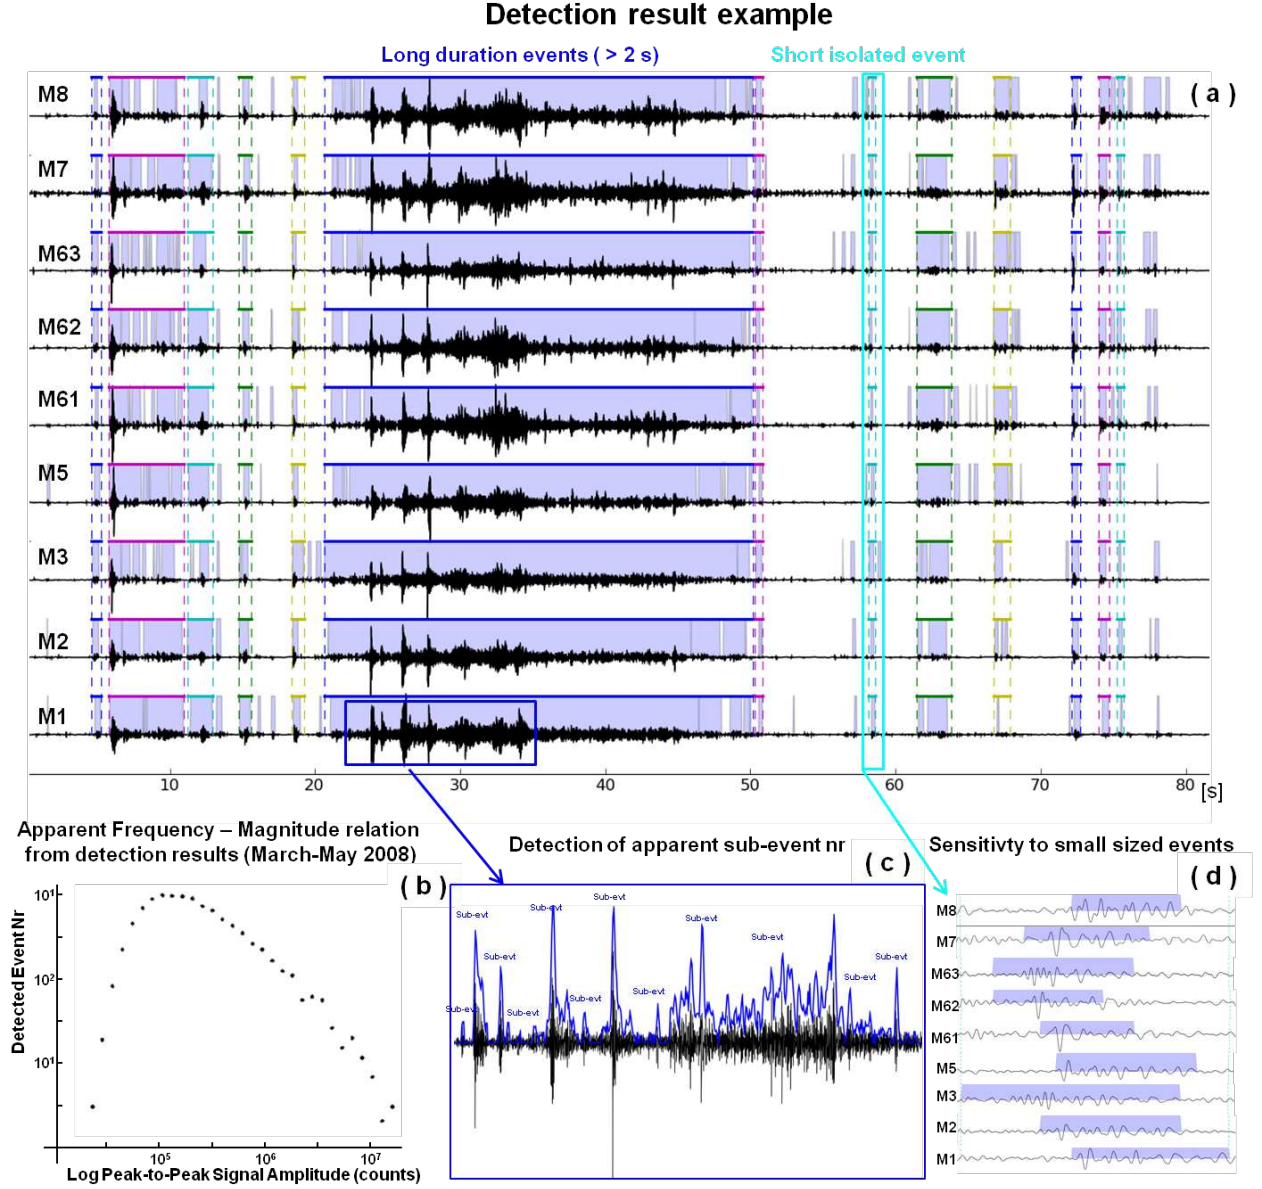 Detection result example
Long duration events ( > 2 s)
Short isolated event
( a )
M8
M7
M63
M62
M61
M5
M3
M2
M1
10 20 30 40 50 60 70 80 [s]
Apparent Frequency – Magnitude relation
from detection results (March-May 2008)
( b )
Detected Event Nr
10¹
10²
10¹
10⁵ 10⁶ 10⁷
Log Peak-to-Peak Signal Amplitude (counts)
Detection of apparent sub-event nr
( c )
Sub-evt
Sub-evt
Sub-evt
Sub-evt
Sub-evt
Sub-evt
Sub-evt
Sub-evt
Sub-evt
Sub-evt
Sub-evt
Sub-evt
Sensitivty to small sized events
( d )
M8
M7
M63
M62
M61
M5
M3
M2
M1